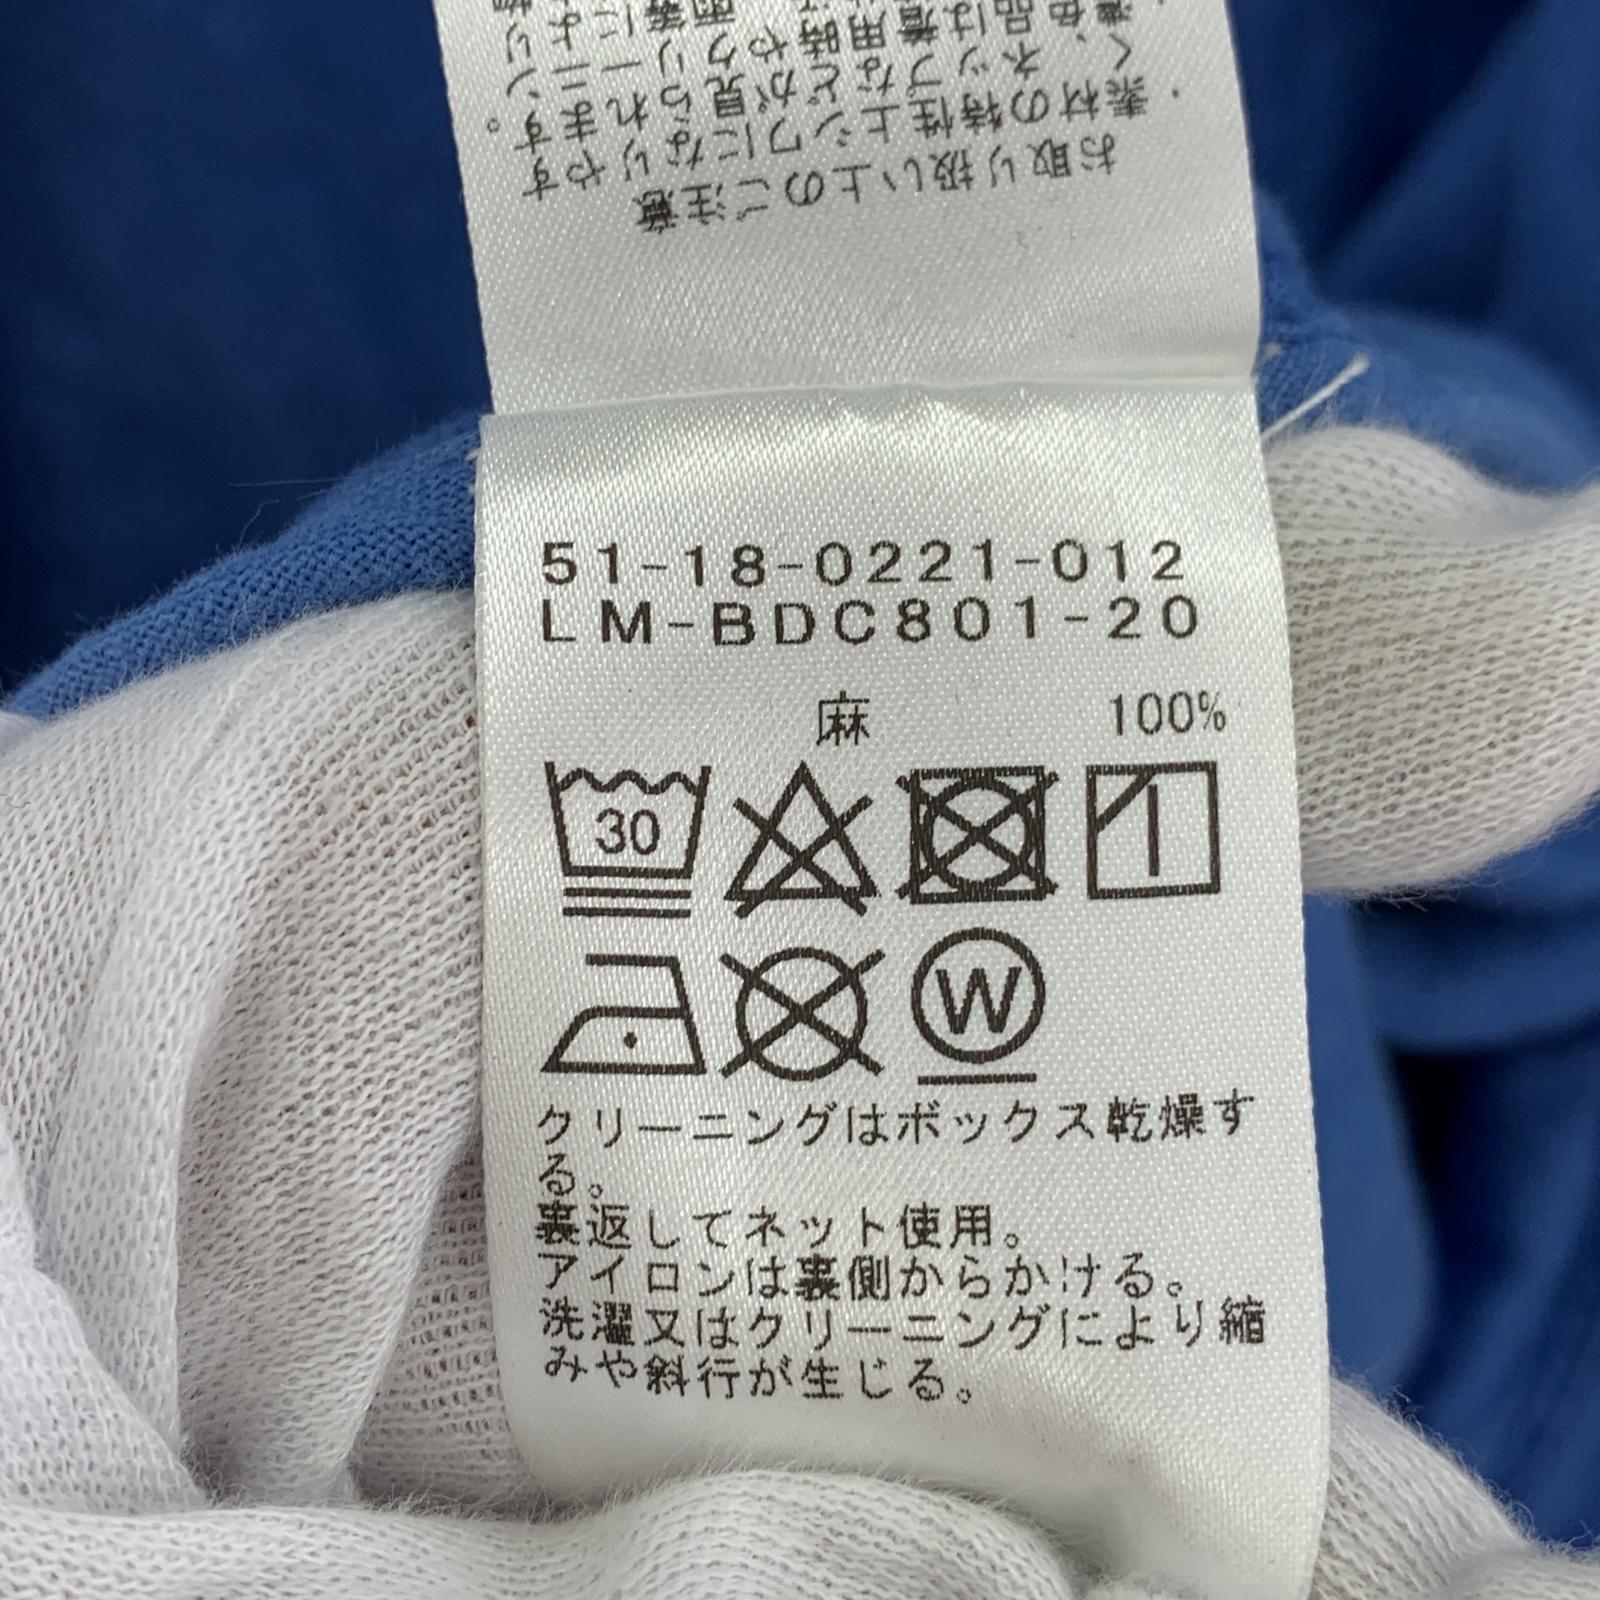 お取り扱い上のご注意
・素材の特性上シワになりやす
く、ネップなどが見られます。
51-18-0221-012
LM-BDC801-20
麻 100%
30
W
クリーニングはボックス乾燥す
る。
裏返してネット使用。
アイロンは裏側からかける。
洗濯又はクリーニングにより縮
みや斜行が生じる。